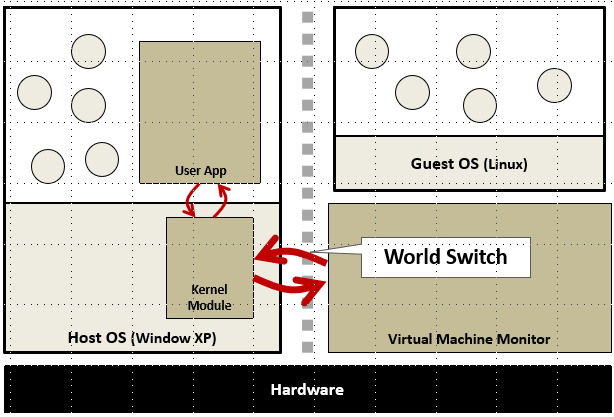 User App
Guest OS (Linux)
World Switch
Kernel
Module
Host OS (Window XP)
Virtual Machine Monitor
Hardware